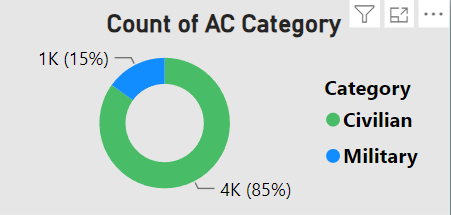 Count of AC Category
1K (15%)
Category
Civilian
Military
4K (85%)